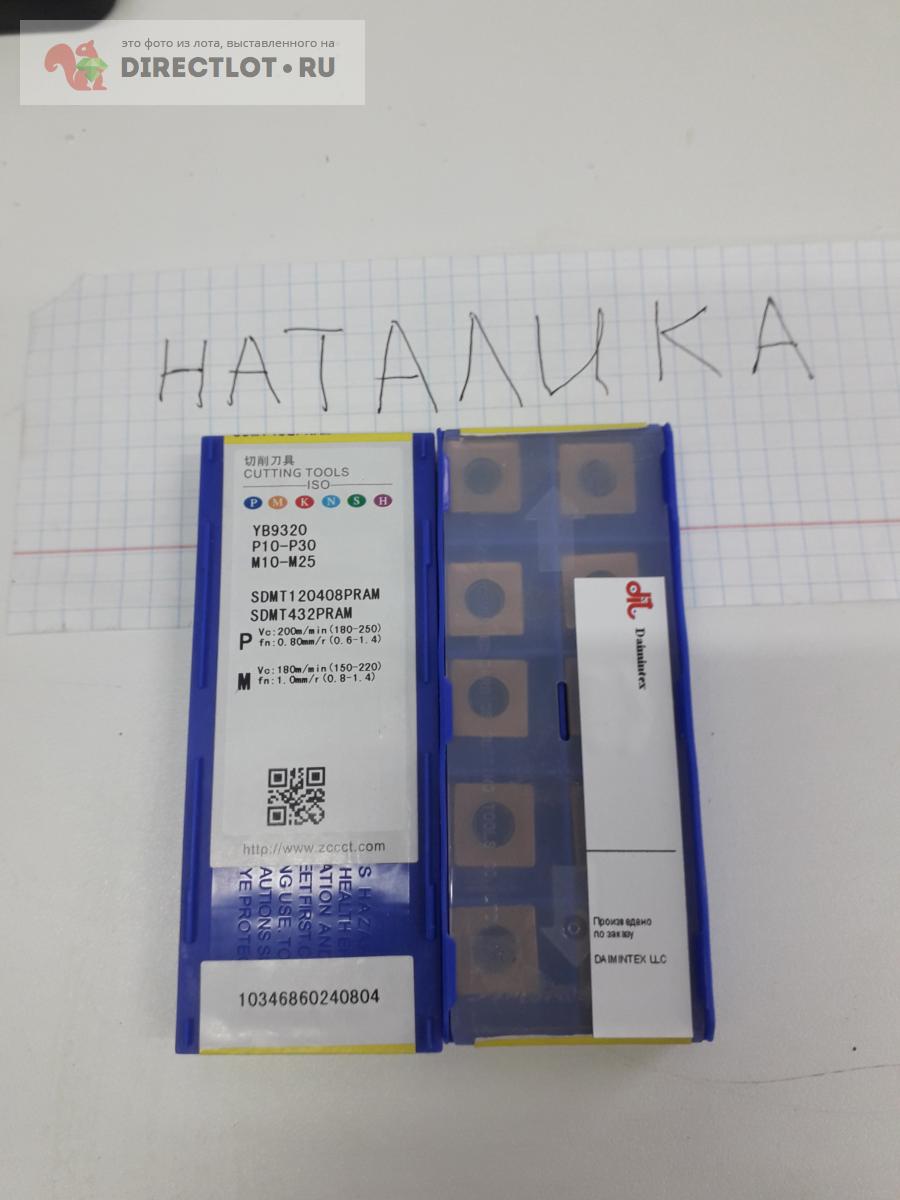 это фото из лота, выставленного на
DIRECTLOT.RU
НАТАЛИКА
切削刀具
CUTTING TOOLS
ISO
P M K N S H
YB9320
P10-P30
M10-M25
SDMT120408PRAM
SDMT432PRAM
P Vc:200m/min(180-250)
fn:0.80mm/r(0.6-1.4)
M Vc:180m/min(150-220)
fn:1.0mm/r(0.8-1.4)
http://www.zccct.com
10346860240804
Daimintex
Произведено
по заказу
DAIMINTEX LLC